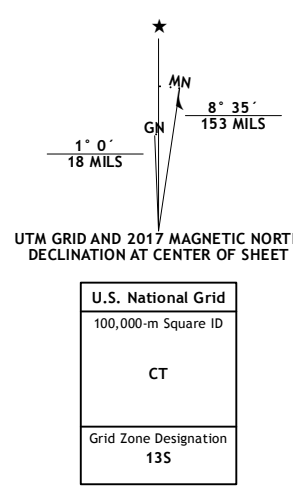 ★
MN
8° 35´
153 MILS
GN
1° 0´
18 MILS
UTM GRID AND 2017 MAGNETIC NORT
DECLINATION AT CENTER OF SHEET
U.S. National Grid
100,000-m Square ID
CT
Grid Zone Designation
13S